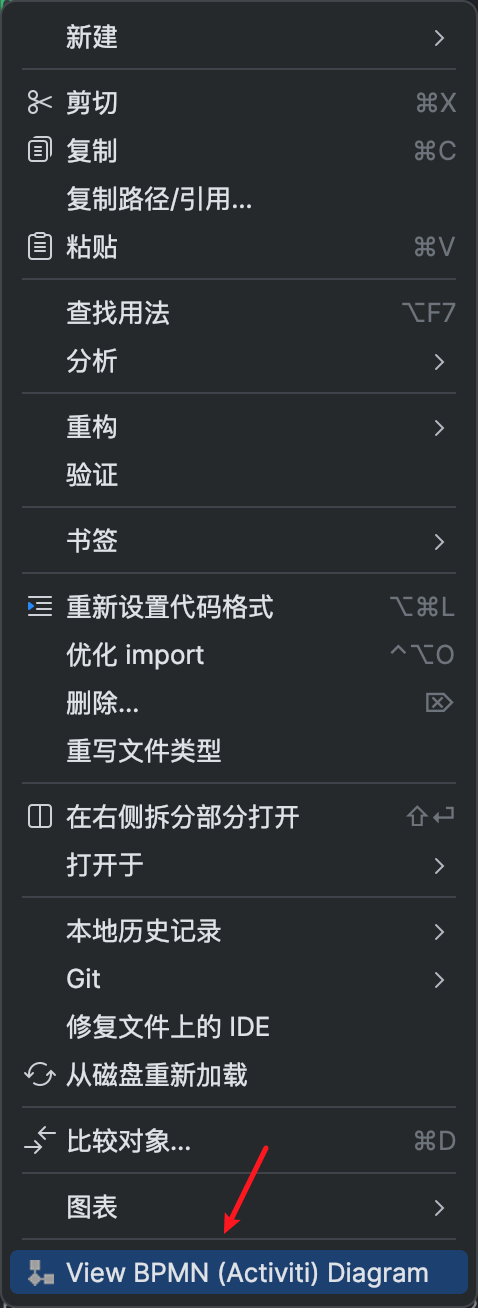 新建
剪切 ⌘X
复制 ⌘C
复制路径/引用...
粘贴 ⌘V
查找用法 ⌥F7
分析
重构
验证
书签
重新设置代码格式 ⌥⌘L
优化 import ^⌥O
删除... ⌦
重写文件类型
在右侧拆分部分打开 ⇧⏎
打开于
本地历史记录
Git
修复文件上的 IDE
从磁盘重新加载
比较对象... ⌘D
图表
View BPMN (Activiti) Diagram